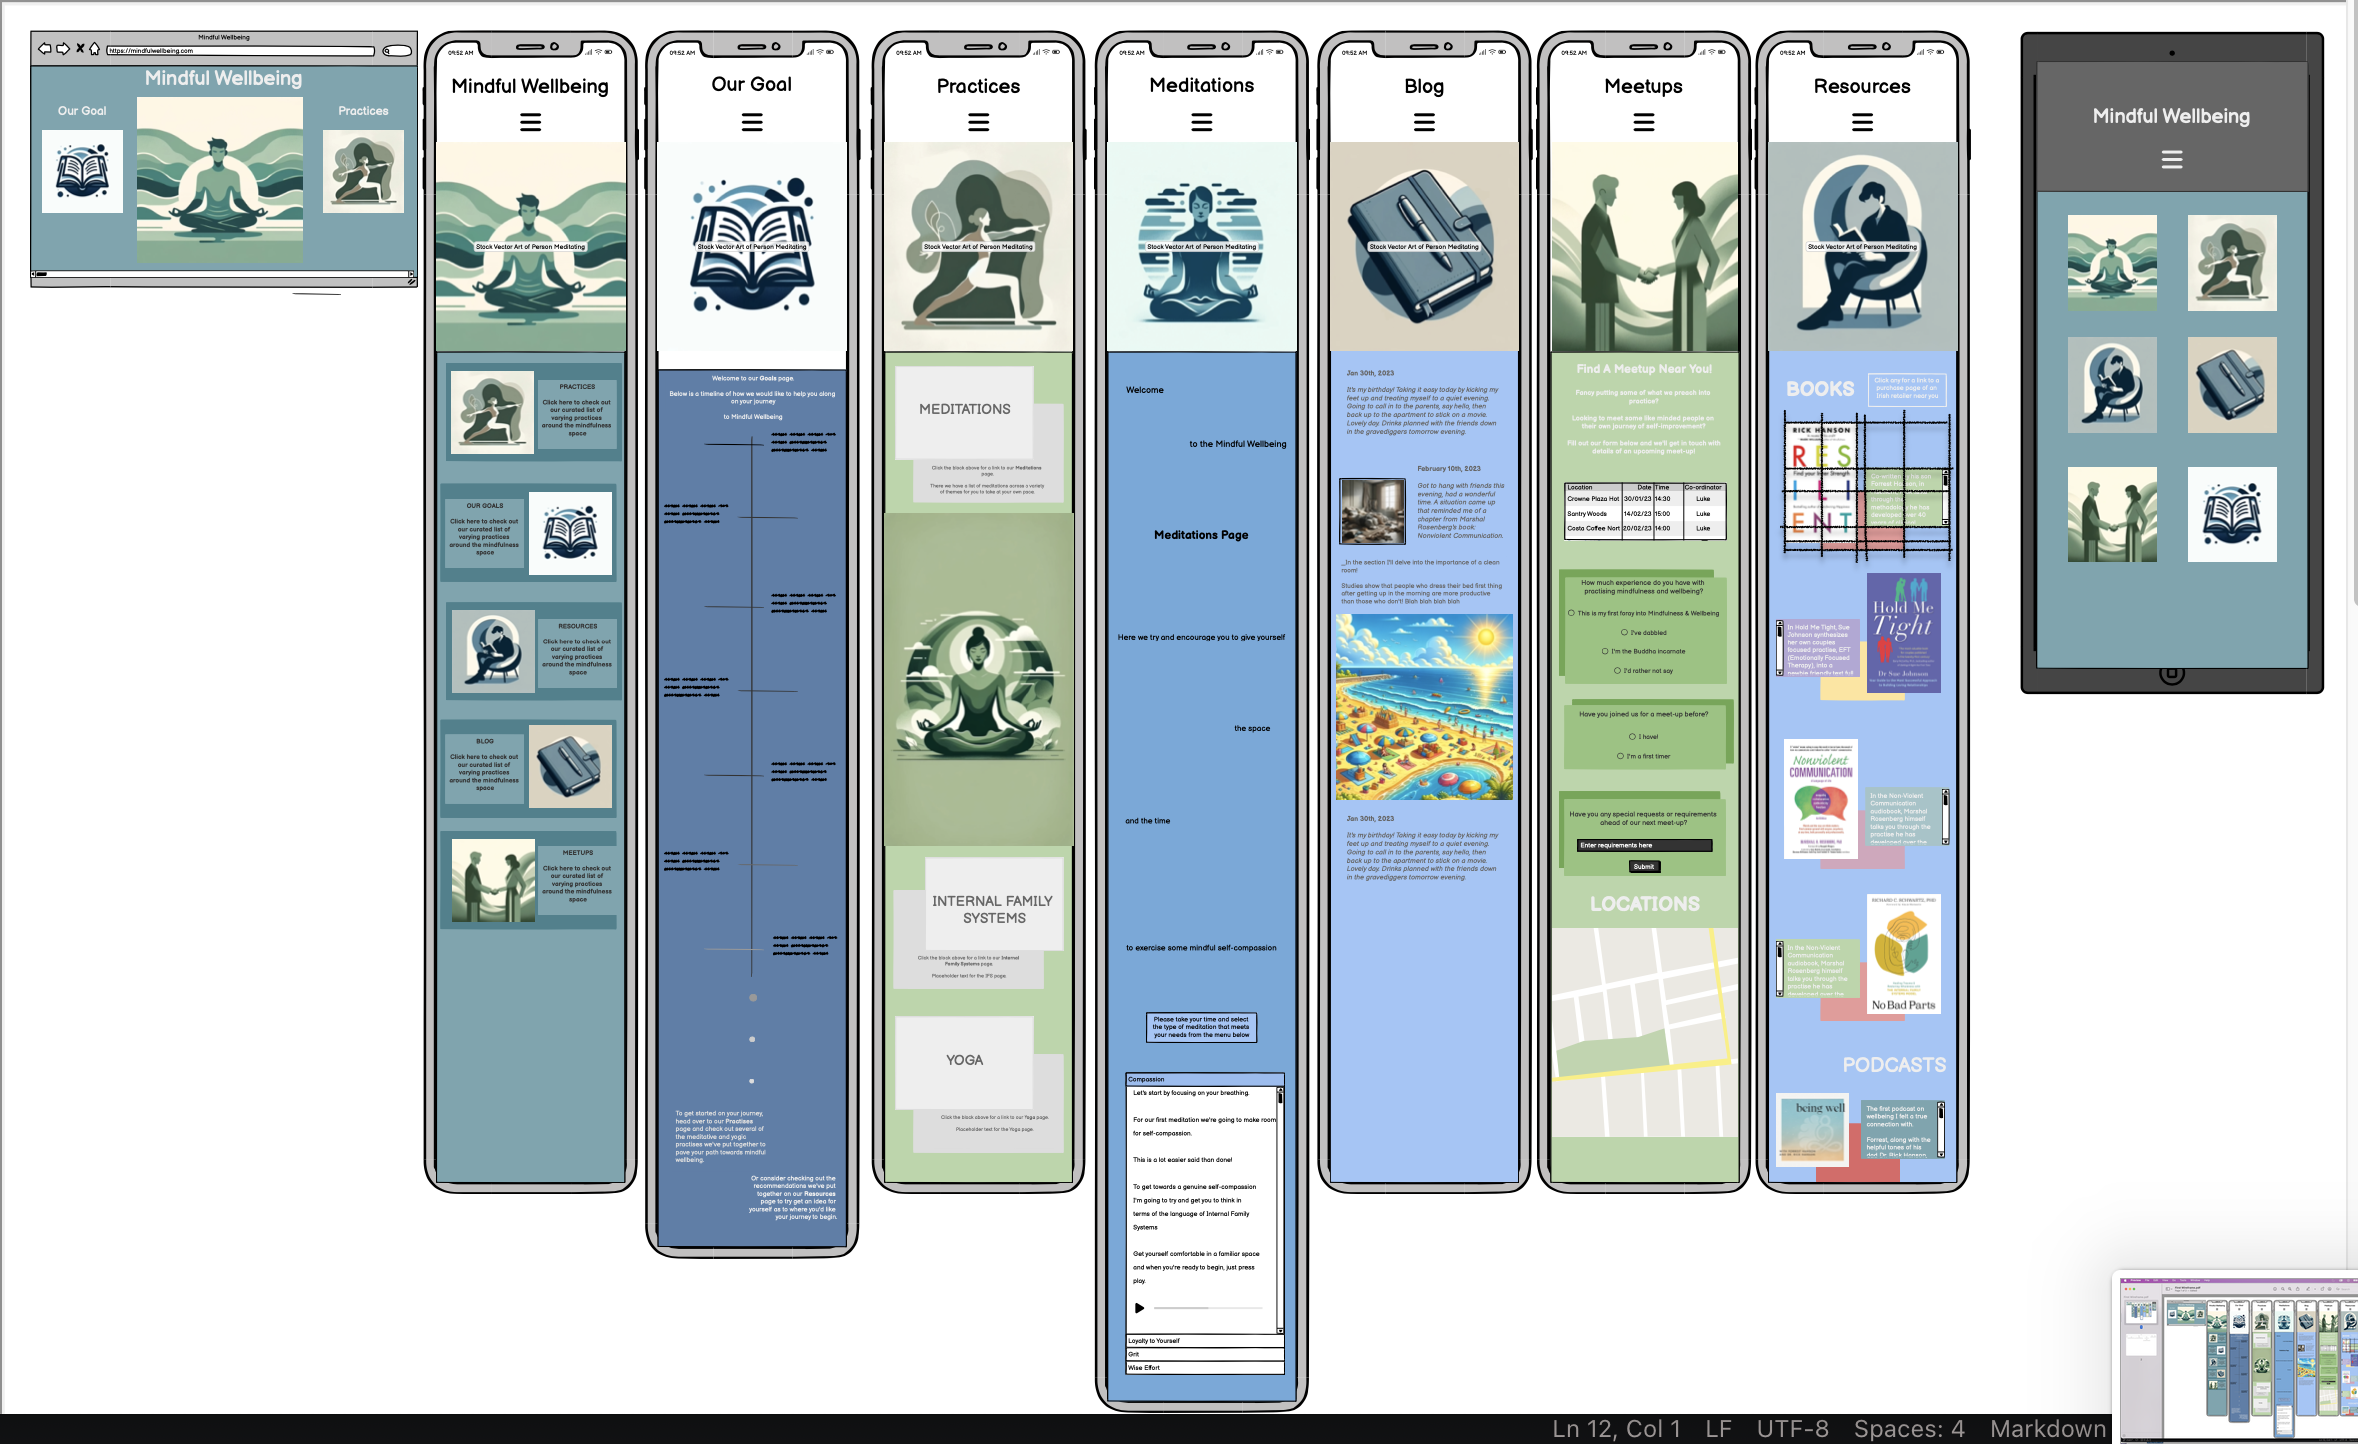 Mindful Wellbeing
https://mindfulwellbeing.com
Mindful Wellbeing
Our Goal
Practices
09:52 AM
Mindful Wellbeing
Stock Vector Art of Person Meditating
PRACTICES
Click here to check out
our curated list of
varying practices
around the mindfulness
space
OUR GOALS
Click here to check out
our curated list of
varying practices
around the mindfulness
space
RESOURCES
Click here to check out
our curated list of
varying practices
around the mindfulness
space
BLOG
Click here to check out
our curated list of
varying practices
around the mindfulness
space
MEETUPS
Click here to check out
our curated list of
varying practices
around the mindfulness
space
09:52 AM
Our Goal
Stock Vector Art of Person Meditating
Welcome to our Goals page.
Below is a timeline of how we would like to help you along
on your journey
to Mindful Wellbeing
To get started on your journey,
head over to our Practises
page and check out several of
the meditative and yogic
practises we've put together to
pave your path towards mindful
wellbeing.
Or consider checking out the
recommendations we've put
together on our Resources
page to try get an idea for
yourself as to where you'd like
your journey to begin.
09:52 AM
Practices
Stock Vector Art of Person Meditating
MEDITATIONS
Click the block above for a link to our Meditations
page.
There we have a list of meditations across a variety
of themes for you to take at your own pace.
INTERNAL FAMILY
SYSTEMS
Click the block above for a link to our Internal
Family Systems page.
Placeholder text for the IFS page.
YOGA
Click the block above for a link to our Yoga page.
Placeholder text for the Yoga page.
09:52 AM
Meditations
Stock Vector Art of Person Meditating
Welcome
to the Mindful Wellbeing
Meditations Page
Here we try and encourage you to give yourself
the space
and the time
to exercise some mindful self-compassion
Please take your time and select
the type of meditation that meets
your needs from the menu below
Compassion
Let's start by focusing on your breathing.
For our first meditation we're going to make room
for self-compassion.
This is a lot easier said than done!
To get towards a genuine self-compassion
I'm going to try and get you to think in
terms of the language of Internal Family
Systems
Get yourself comfortable in a familiar space
and when you're ready to begin, just press
play.
Loyalty to Yourself
Grit
Wise Effort
09:52 AM
Blog
Stock Vector Art of Person Meditating
Jan 30th, 2023
It's my birthday! Taking it easy today by kicking my
feet up and treating myself to a quiet evening.
Going to call in to the parents, say hello, then
back up to the apartment to stick on a movie.
Lovely day. Drinks planned with the friends down
in the gravediggers tomorrow evening.
February 10th, 2023
Got to hang with friends this
evening, had a wonderful
time. A situation came up
that reminded me of a
chapter from Marshal
Rosenberg's book:
Nonviolent Communication.
_In the section I'll delve into the importance of a clean
room!
Studies show that people who dress their bed first thing
after getting up in the morning are more productive
than those who don't! Blah blah blah blah.
Jan 30th, 2023
It's my birthday! Taking it easy today by kicking my
feet up and treating myself to a quiet evening.
Going to call in to the parents, say hello, then
back up to the apartment to stick on a movie.
Lovely day. Drinks planned with the friends down
in the gravediggers tomorrow evening.
09:52 AM
Meetups
Find A Meetup Near You!
Fancy putting some of what we preach into
practice?
Looking to meet some like minded people on
their own journey of self-improvement?
Fill out our form below and we'll get in touch with
details of an upcoming meet-up!
Location Date Time Co-ordinator
Crowne Plaza Hot 30/01/23 14:30 Luke
Santry Woods 14/02/23 15:00 Luke
Costa Coffee Nort 20/02/23 14:00 Luke
How much experience do you have with
practising mindfulness and wellbeing?
This is my first foray into Mindfulness & Wellbeing
I've dabbled
I'm the Buddha incarnate
I'd rather not say
Have you joined us for a meet-up before?
I have!
I'm a first timer
Have you any special requests or requirements
ahead of our next meet-up?
Enter requirements here
Submit
LOCATIONS
09:52 AM
Resources
Stock Vector Art of Person Meditating
BOOKS
Click any for a link to a
purchase page of an
Irish retailer near you
RICK HANSON
RES
Find your Inner Strength
ILI
ENT
Hold Me
Tight
Dr Sue Johnson
In Hold Me Tight, Sue
Johnson synthesizes
her own couples
focused practise, EFT
(Emotionally Focused
Therapy), into a
newbie friendly text full
Nonviolent
COMMUNICATION
In the Non-Violent
Communication
audiobook, Marshal
Rosenberg himself
talks you through the
practise he has
developed over the
RICHARD C. SCHWARTZ, PHD
No Bad Parts
In the Non-Violent
Communication
audiobook, Marshal
Rosenberg himself
talks you through the
practise he has
developed over the
PODCASTS
being well
The first podcast on
wellbeing I felt a true
connection with.
Forrest, along with the
helpful tones of his
dad Dr. Rick Hanson,
Mindful Wellbeing
Ln 12, Col 1 LF UTF-8 Spaces: 4 Markdown